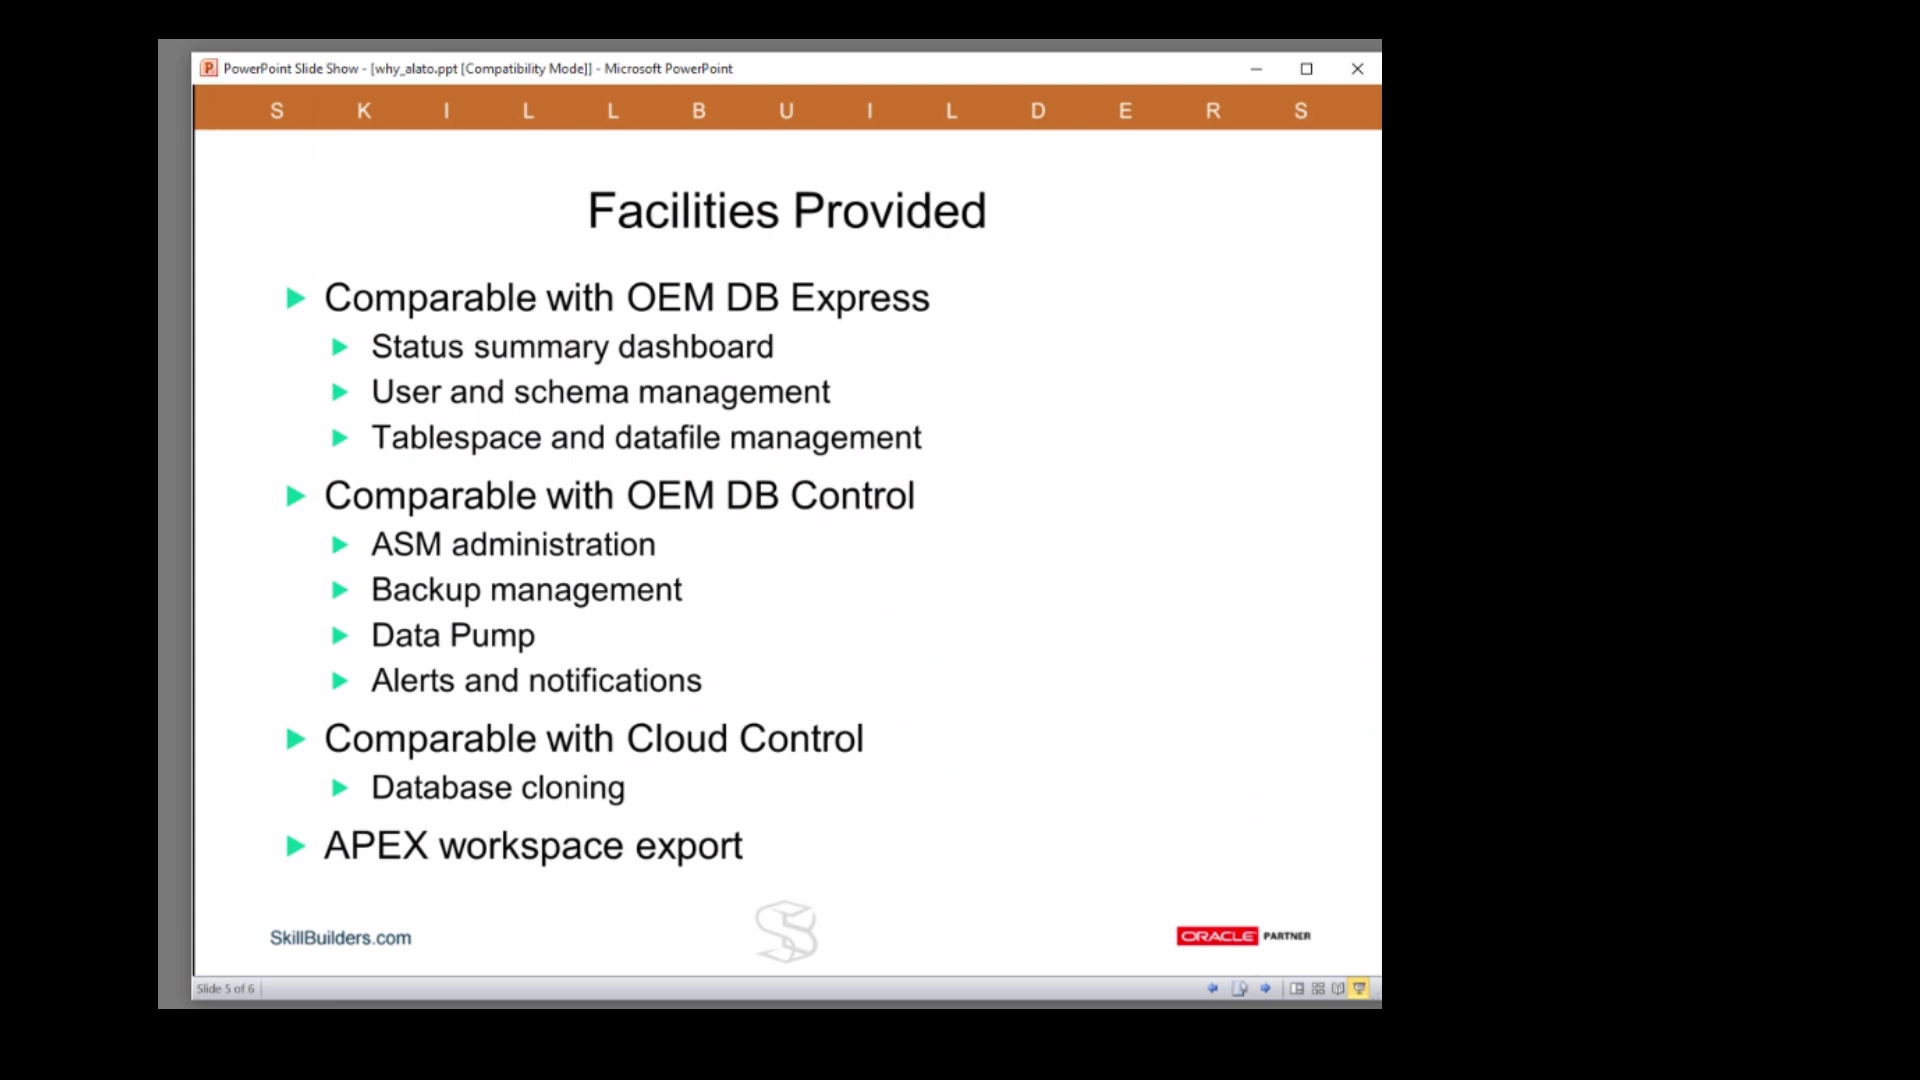 PowerPoint Slide Show - [why_alato.ppt [Compatibility Mode]] - Microsoft PowerPoint
S K I L L B U I L D E R S
Facilities Provided
Comparable with OEM DB Express
Status summary dashboard
User and schema management
Tablespace and datafile management
Comparable with OEM DB Control
ASM administration
Backup management
Data Pump
Alerts and notifications
Comparable with Cloud Control
Database cloning
APEX workspace export
SkillBuilders.com
ORACLE PARTNER
Slide 5 of 6